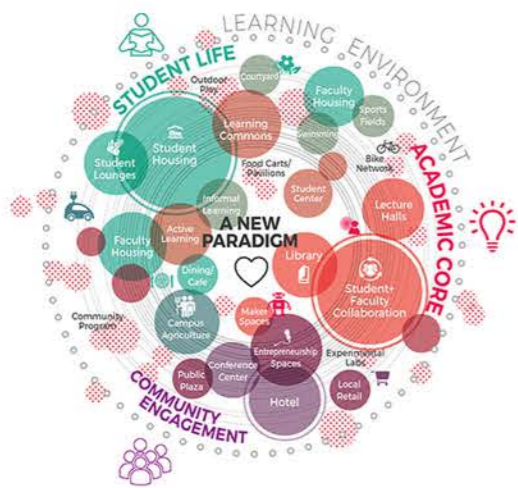 LEARNING ENVIRONMENT
STUDENT LIFE
Courtyard
Outdoor
Play
Faculty
Housing
Sports
Fields
Learning
Commons
Swimming
Student
Housing
Student
Lounges
Food Carts/
Pavilions
Bike
Network
ACADEMIC CORE
Student
Center
Informal
Learning
Lecture
Halls
Active
Learning
Faculty
Housing
A NEW
PARADIGM
Library
Dining/
Cafe
Student+
Faculty
Collaboration
Community
Program
Campus
Agriculture
Maker
Spaces
Entrepreneurship
Spaces
Expenmental
Labs
Conference
Center
Public
Plaza
Local
Retail
Hotel
COMMUNITY
ENGAGEMENT